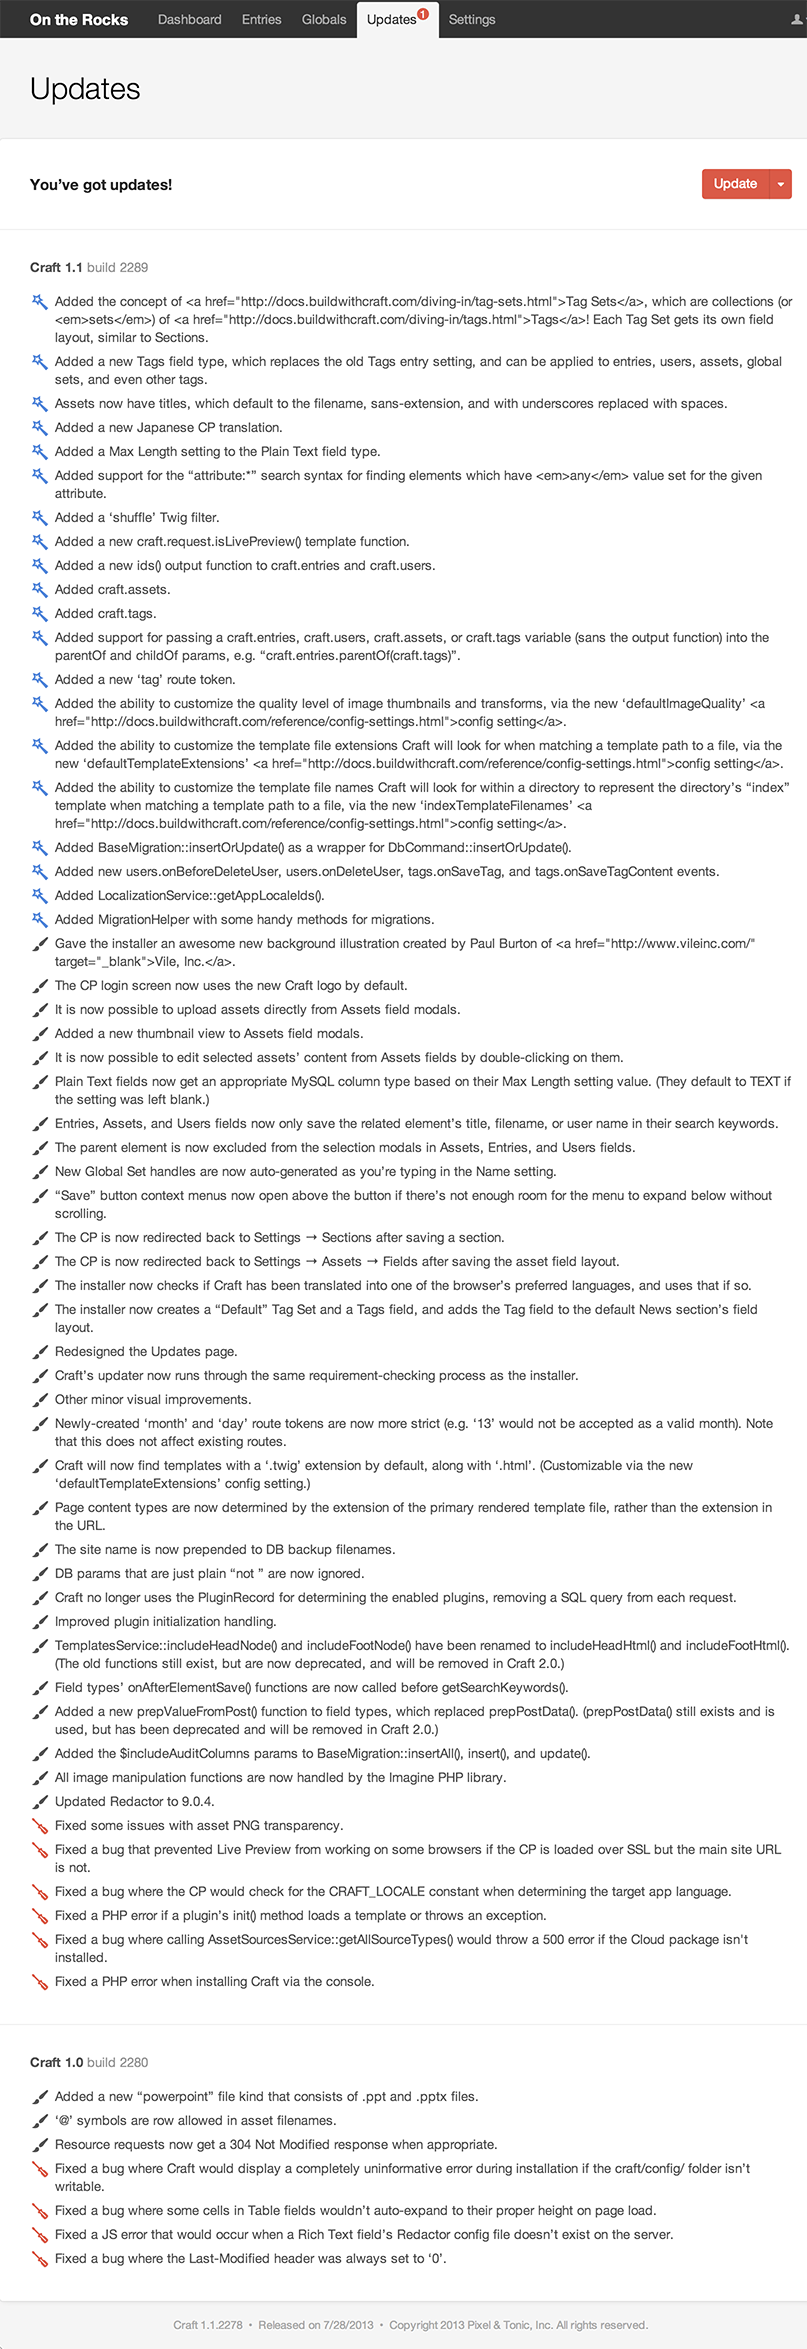 On the Rocks Dashboard Entries Globals Updates 1 Settings
Updates
You’ve got updates!
Update
Craft 1.1 build 2289
Added the concept of <a href="http://docs.buildwithcraft.com/diving-in/tag-sets.html">Tag Sets</a>, which are collections (or
<em>sets</em>) of <a href="http://docs.buildwithcraft.com/diving-in/tags.html">Tags</a>! Each Tag Set gets its own field
layout, similar to Sections.
Added a new Tags field type, which replaces the old Tags entry setting, and can be applied to entries, users, assets, global
sets, and even other tags.
Assets now have titles, which default to the filename, sans-extension, and with underscores replaced with spaces.
Added a new Japanese CP translation.
Added a Max Length setting to the Plain Text field type.
Added support for the “attribute:*” search syntax for finding elements which have <em>any</em> value set for the given
attribute.
Added a ‘shuffle’ Twig filter.
Added a new craft.request.isLivePreview() template function.
Added a new ids() output function to craft.entries and craft.users.
Added craft.assets.
Added craft.tags.
Added support for passing a craft.entries, craft.users, craft.assets, or craft.tags variable (sans the output function) into the
parentOf and childOf params, e.g. “craft.entries.parentOf(craft.tags)”.
Added a new ‘tag’ route token.
Added the ability to customize the quality level of image thumbnails and transforms, via the new ‘defaultImageQuality’ <a
href="http://docs.buildwithcraft.com/reference/config-settings.html">config setting</a>.
Added the ability to customize the template file extensions Craft will look for when matching a template path to a file, via the
new ‘defaultTemplateExtensions’ <a href="http://docs.buildwithcraft.com/reference/config-settings.html">config setting</a>.
Added the ability to customize the template file names Craft will look for within a directory to represent the directory’s “index”
template when matching a template path to a file, via the new ‘indexTemplateFilenames’ <a
href="http://docs.buildwithcraft.com/reference/config-settings.html">config setting</a>.
Added BaseMigration::insertOrUpdate() as a wrapper for DbCommand::insertOrUpdate().
Added new users.onBeforeDeleteUser, users.onDeleteUser, tags.onSaveTag, and tags.onSaveTagContent events.
Added LocalizationService::getAppLocaleIds().
Added MigrationHelper with some handy methods for migrations.
Gave the installer an awesome new background illustration created by Paul Burton of <a href="http://www.vileinc.com/"
target="_blank">Vile, Inc.</a>.
The CP login screen now uses the new Craft logo by default.
It is now possible to upload assets directly from Assets field modals.
Added a new thumbnail view to Assets field modals.
It is now possible to edit selected assets' content from Assets fields by double-clicking on them.
Plain Text fields now get an appropriate MySQL column type based on their Max Length setting value. (They default to TEXT if
the setting was left blank.)
Entries, Assets, and Users fields now only save the related element’s title, filename, or user name in their search keywords.
The parent element is now excluded from the selection modals in Assets, Entries, and Users fields.
New Global Set handles are now auto-generated as you’re typing in the Name setting.
“Save” button context menus now open above the button if there’s not enough room for the menu to expand below without
scrolling.
The CP is now redirected back to Settings → Sections after saving a section.
The CP is now redirected back to Settings → Assets → Fields after saving the asset field layout.
The installer now checks if Craft has been translated into one of the browser’s preferred languages, and uses that if so.
The installer now creates a “Default” Tag Set and a Tags field, and adds the Tag field to the default News section’s field
layout.
Redesigned the Updates page.
Craft’s updater now runs through the same requirement-checking process as the installer.
Other minor visual improvements.
Newly-created ‘month’ and ‘day’ route tokens are now more strict (e.g. ‘13’ would not be accepted as a valid month). Note
that this does not affect existing routes.
Craft will now find templates with a ‘.twig’ extension by default, along with ‘.html’. (Customizable via the new
‘defaultTemplateExtensions’ config setting.)
Page content types are now determined by the extension of the primary rendered template file, rather than the extension in
the URL.
The site name is now prepended to DB backup filenames.
DB params that are just plain “not ” are now ignored.
Craft no longer uses the PluginRecord for determining the enabled plugins, removing a SQL query from each request.
Improved plugin initialization handling.
TemplatesService::includeHeadNode() and includeFootNode() have been renamed to includeHeadHtml() and includeFootHtml().
(The old functions still exist, but are now deprecated, and will be removed in Craft 2.0.)
Field types' onAfterElementSave() functions are now called before getSearchKeywords().
Added a new prepValueFromPost() function to field types, which replaced prepPostData(). (prepPostData() still exists and is
used, but has been deprecated and will be removed in Craft 2.0.)
Added the $includeAuditColumns params to BaseMigration::insertAll(), insert(), and update().
All image manipulation functions are now handled by the Imagine PHP library.
Updated Redactor to 9.0.4.
Fixed some issues with asset PNG transparency.
Fixed a bug that prevented Live Preview from working on some browsers if the CP is loaded over SSL but the main site URL
is not.
Fixed a bug where the CP would check for the CRAFT_LOCALE constant when determining the target app language.
Fixed a PHP error if a plugin’s init() method loads a template or throws an exception.
Fixed a bug where calling AssetSourcesService::getAllSourceTypes() would throw a 500 error if the Cloud package isn't
installed.
Fixed a PHP error when installing Craft via the console.
Craft 1.0 build 2280
Added a new “powerpoint” file kind that consists of .ppt and .pptx files.
‘@’ symbols are row allowed in asset filenames.
Resource requests now get a 304 Not Modified response when appropriate.
Fixed a bug where Craft would display a completely uninformative error during installation if the craft/config/ folder isn’t
writable.
Fixed a bug where some cells in Table fields wouldn’t auto-expand to their proper height on page load.
Fixed a JS error that would occur when a Rich Text field’s Redactor config file doesn’t exist on the server.
Fixed a bug where the Last-Modified header was always set to ‘0’.
Craft 1.1.2278 • Released on 7/28/2013 • Copyright 2013 Pixel & Tonic, Inc. All rights reserved.